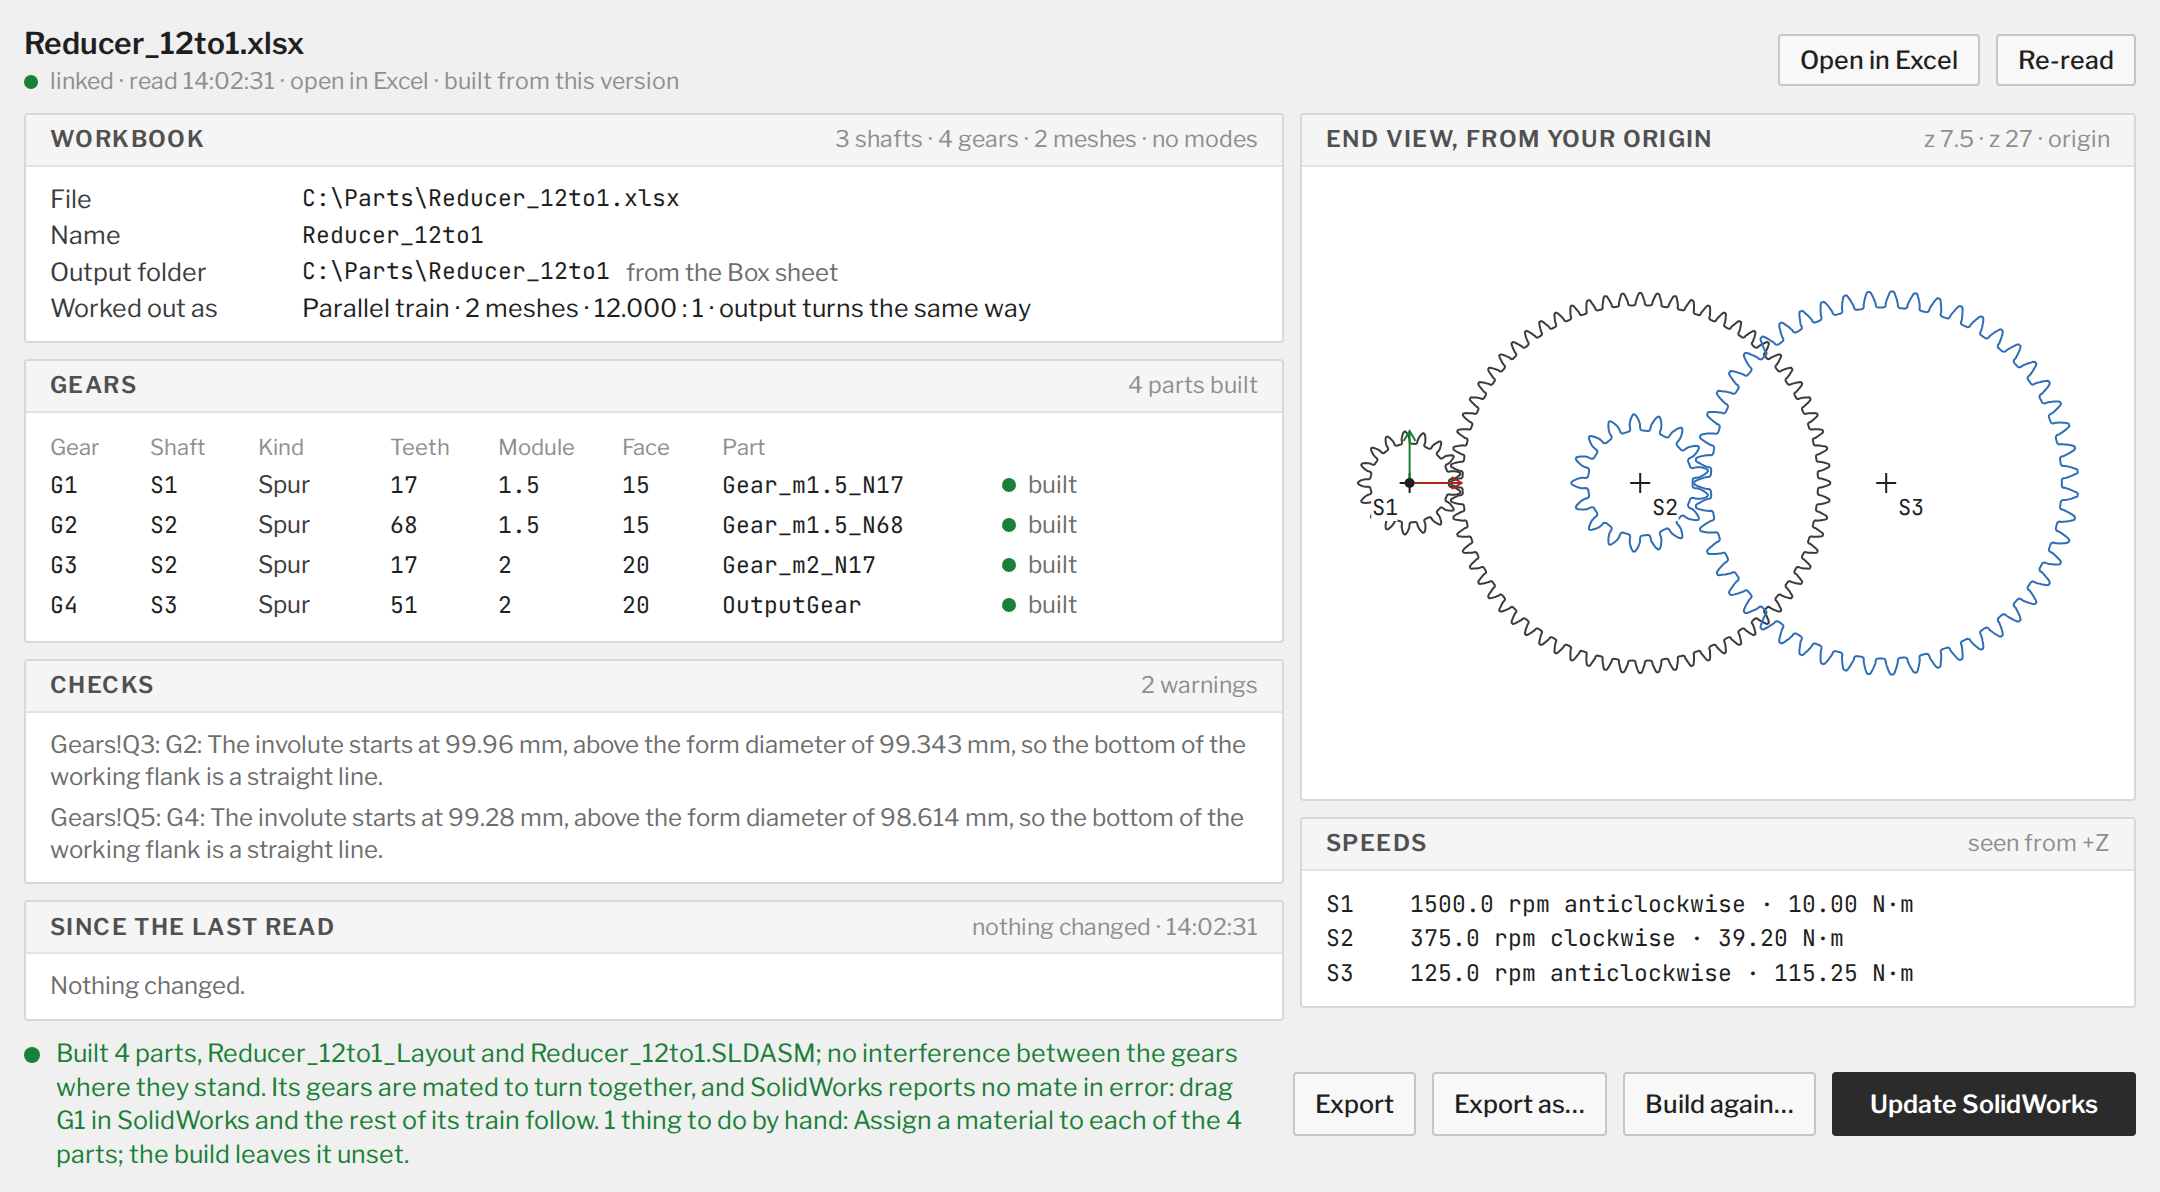 Reducer_12to1.xlsx
linked · read 14:02:31 · open in Excel · built from this version
Open in Excel
Re-read
WORKBOOK
3 shafts · 4 gears · 2 meshes · no modes
File C:\Parts\Reducer_12to1.xlsx
Name Reducer_12to1
Output folder C:\Parts\Reducer_12to1 from the Box sheet
Worked out as Parallel train · 2 meshes · 12.000 : 1 · output turns the same way
GEARS
4 parts built
Gear Shaft Kind Teeth Module Face Part
G1 S1 Spur 17 1.5 15 Gear_m1.5_N17 built
G2 S2 Spur 68 1.5 15 Gear_m1.5_N68 built
G3 S2 Spur 17 2 20 Gear_m2_N17 built
G4 S3 Spur 51 2 20 OutputGear built
CHECKS
2 warnings
Gears!Q3: G2: The involute starts at 99.96 mm, above the form diameter of 99.343 mm, so the bottom of the
working flank is a straight line.
Gears!Q5: G4: The involute starts at 99.28 mm, above the form diameter of 98.614 mm, so the bottom of the
working flank is a straight line.
SINCE THE LAST READ
nothing changed · 14:02:31
Nothing changed.
Built 4 parts, Reducer_12to1_Layout and Reducer_12to1.SLDASM; no interference between the gears
where they stand. Its gears are mated to turn together, and SolidWorks reports no mate in error: drag
G1 in SolidWorks and the rest of its train follow. 1 thing to do by hand: Assign a material to each of the 4
parts; the build leaves it unset.
END VIEW, FROM YOUR ORIGIN
z 7.5 · z 27 · origin
S1
S2
S3
SPEEDS
seen from +Z
S1 1500.0 rpm anticlockwise · 10.00 N·m
S2 375.0 rpm clockwise · 39.20 N·m
S3 125.0 rpm anticlockwise · 115.25 N·m
Export
Export as...
Build again...
Update SolidWorks